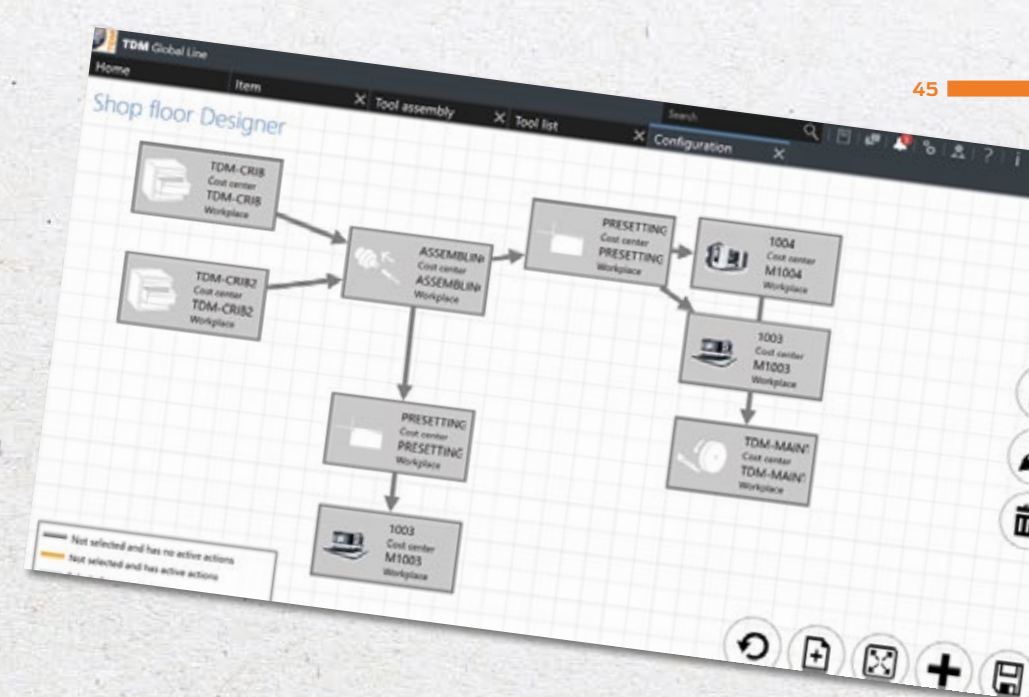 45
TDM Global Line
Home
Item
Tool assembly
Tool list
Configuration
Search
Shop floor Designer
TDM-CRIB
Cost center
TDM-CRIB
Workplace
TDM-CRIB2
Cost center
TDM-CRIB2
Workplace
ASSEMBLIN
Cost center
ASSEMBLIN
Workplace
PRESETTING
Cost center
PRESETTING
Workplace
1004
Cost center
M1004
Workplace
1003
Cost center
M1003
Workplace
TDM-MAINT
Cost center
TDM-MAINT
Workplace
PRESETTING
Cost center
PRESETTING
Workplace
1003
Cost center
M1003
Workplace
Not selected and has no active actions
Not selected and has active actions